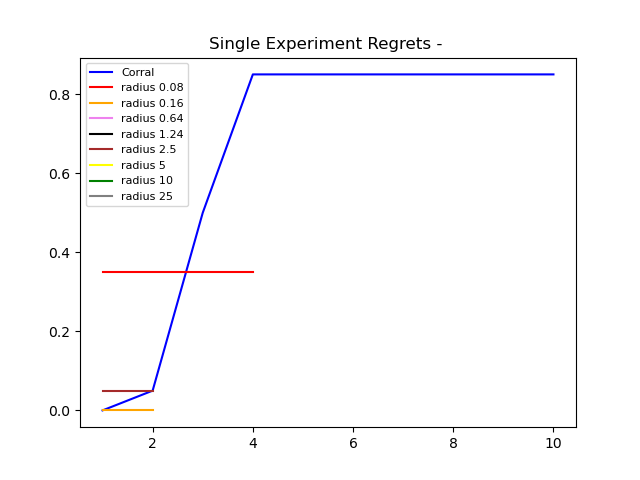 Single Experiment Regrets -
Corral
radius 0.08
radius 0.16
radius 0.64
radius 1.24
radius 2.5
radius 5
radius 10
radius 25
0.8
0.6
0.4
0.2
0.0
2
4
6
8
10